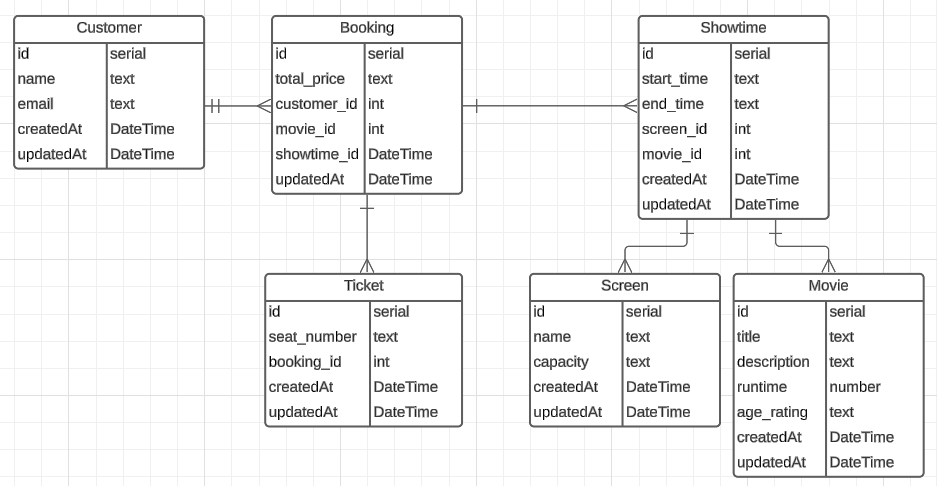 Customer
id serial
name text
email text
createdAt DateTime
updatedAt DateTime
Booking
id serial
total_price text
customer_id int
movie_id int
showtime_id DateTime
updatedAt DateTime
Showtime
id serial
start_time text
end_time text
screen_id int
movie_id int
createdAt DateTime
updatedAt DateTime
Ticket
id serial
seat_number text
booking_id int
createdAt DateTime
updatedAt DateTime
Screen
id serial
name text
capacity text
createdAt DateTime
updatedAt DateTime
Movie
id serial
title text
description text
runtime number
age_rating text
createdAt DateTime
updatedAt DateTime